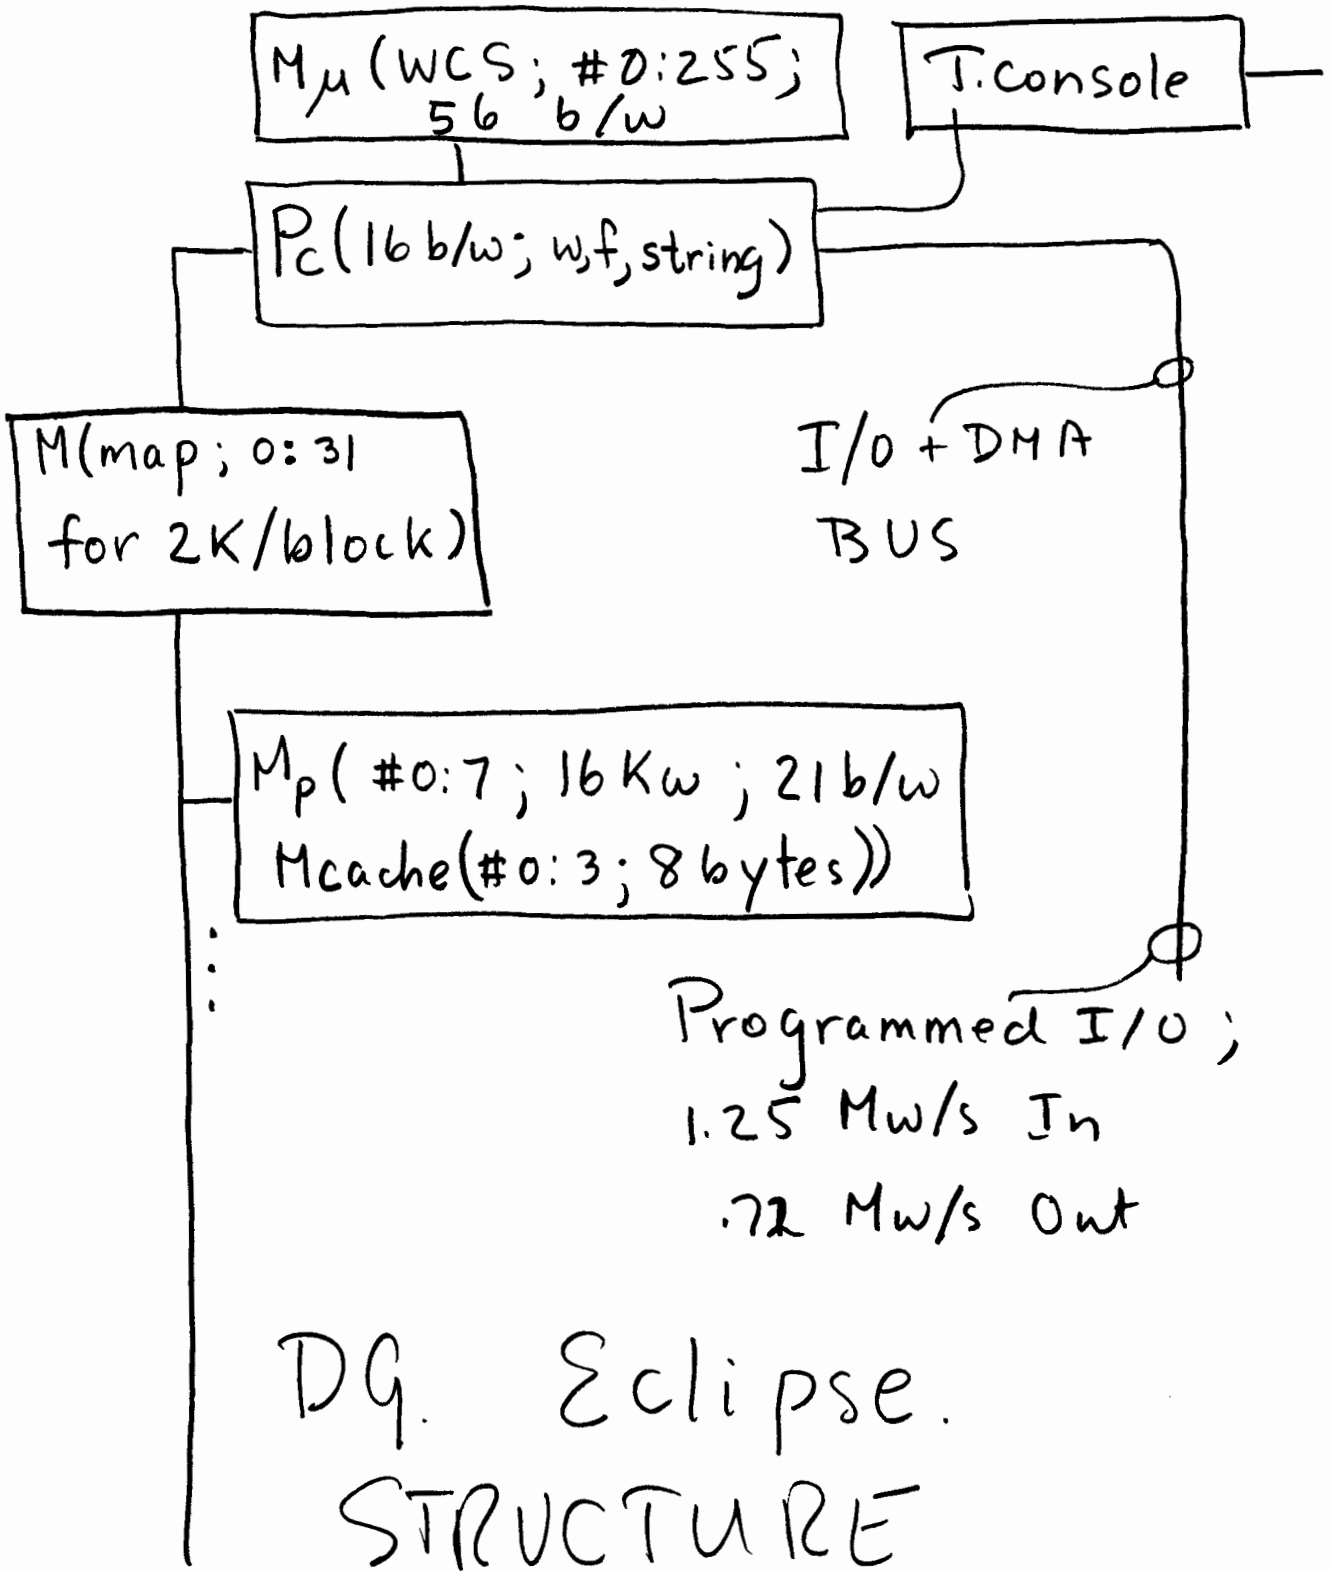 Mμ(WCS; #0:255;
56 b/w
T.console
Pc(16 b/w; w,f,string)
M(map; 0:31
for 2K/block)
I/O + DMA
BUS
Mp( #0:7; 16Kw; 21b/w
Mcache(#0:3; 8bytes))
Programmed I/O;
1.25 Mw/s In
.72 Mw/s Out
DG. Eclipse.
STRUCTURE